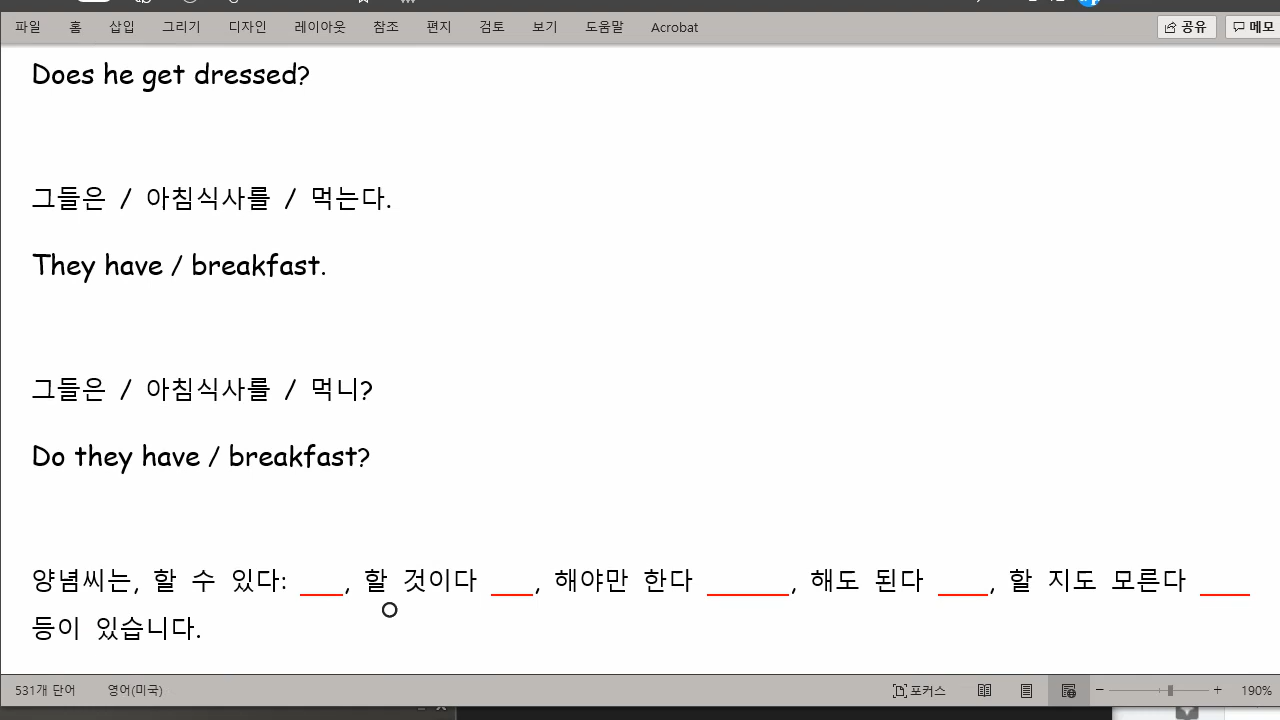 파일 홈 삽입 그리기 디자인 레이아웃 참조 편지 검토 보기 도움말 Acrobat 공유 메모
Does he get dressed?
그들은 / 아침식사를 / 먹는다.
They have / breakfast.
그들은 / 아침식사를 / 먹니?
Do they have / breakfast?
양념씨는, 할 수 있다: ___, 할 것이다 ___, 해야만 한다 ______, 해도 된다 ____, 할 지도 모른다 ____
등이 있습니다.
531개 단어 영어(미국) 포커스 190%